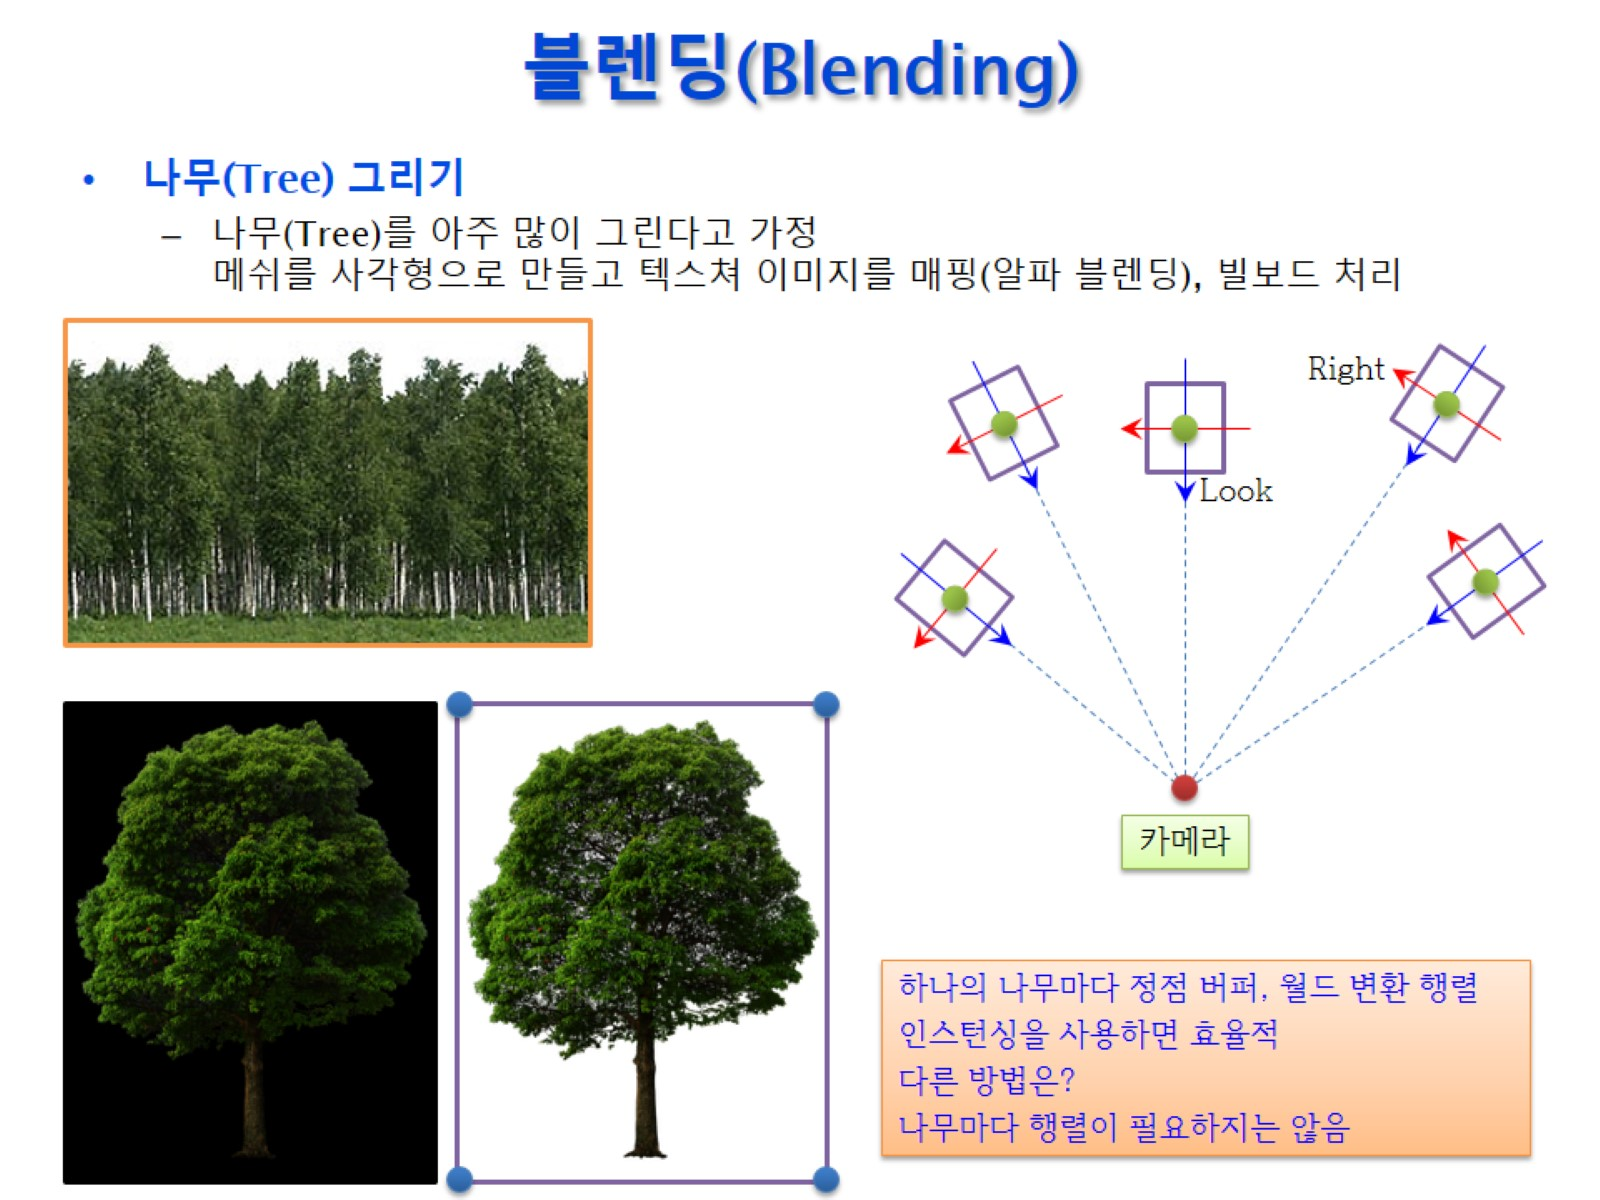 블렌딩(Blending)
• 나무(Tree) 그리기
– 나무(Tree)를 아주 많이 그린다고 가정
메쉬를 사각형으로 만들고 텍스쳐 이미지를 매핑(알파 블렌딩), 빌보드 처리
Right
Look
카메라
하나의 나무마다 정점 버퍼, 월드 변환 행렬
인스턴싱을 사용하면 효율적
다른 방법은?
나무마다 행렬이 필요하지는 않음